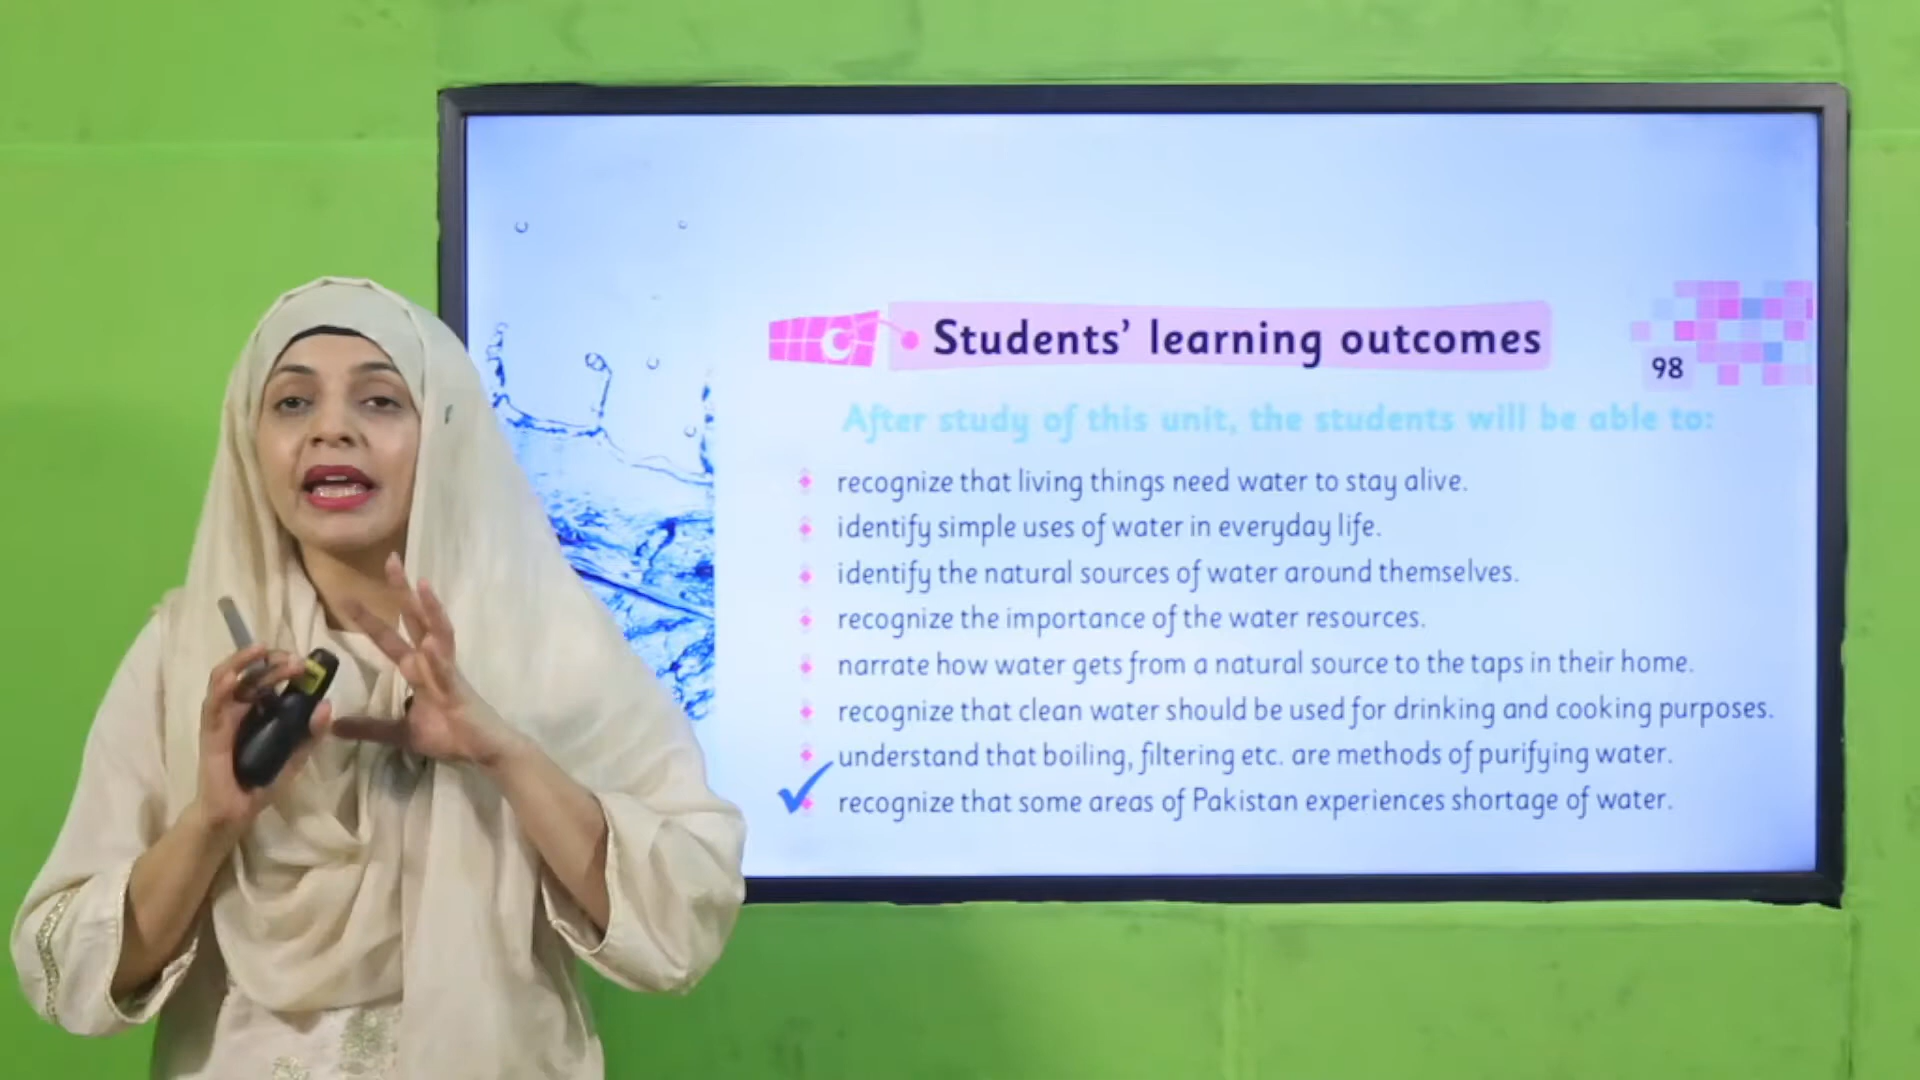 Students' learning outcomes
98
After study of this unit, the students will be able to:
recognize that living things need water to stay alive.
identify simple uses of water in everyday life.
identify the natural sources of water around themselves.
recognize the importance of the water resources.
narrate how water gets from a natural source to the taps in their home.
recognize that clean water should be used for drinking and cooking purposes.
understand that boiling, filtering etc. are methods of purifying water.
recognize that some areas of Pakistan experiences shortage of water.